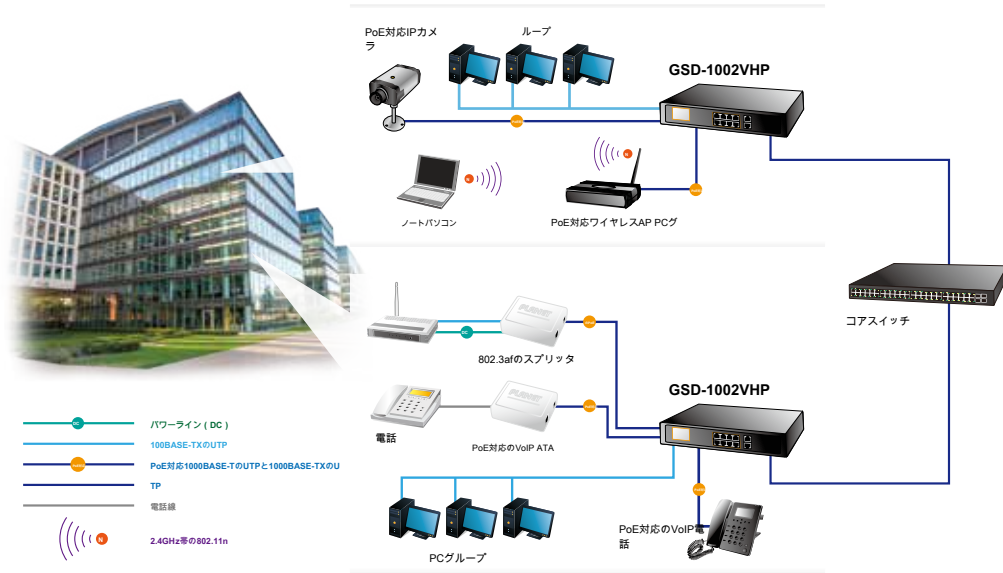 PoE対応IPカメ
ラ
ループ
GSD-1002VHP
ノートパソコン
PoE対応ワイヤレスAP PCグ
コアスイッチ
PLANET
DC
802.3afのスプリッタ
GSD-1002VHP
電話
PLANET
PoE対応のVoIP ATA
PoE対応のVoIP電
話
PCグループ
DC
パワーライン（DC）
100BASE-TXのUTP
PoE対応1000BASE-TのUTPと1000BASE-TXのU
TP
電話線
N
2.4GHz帯の802.11n